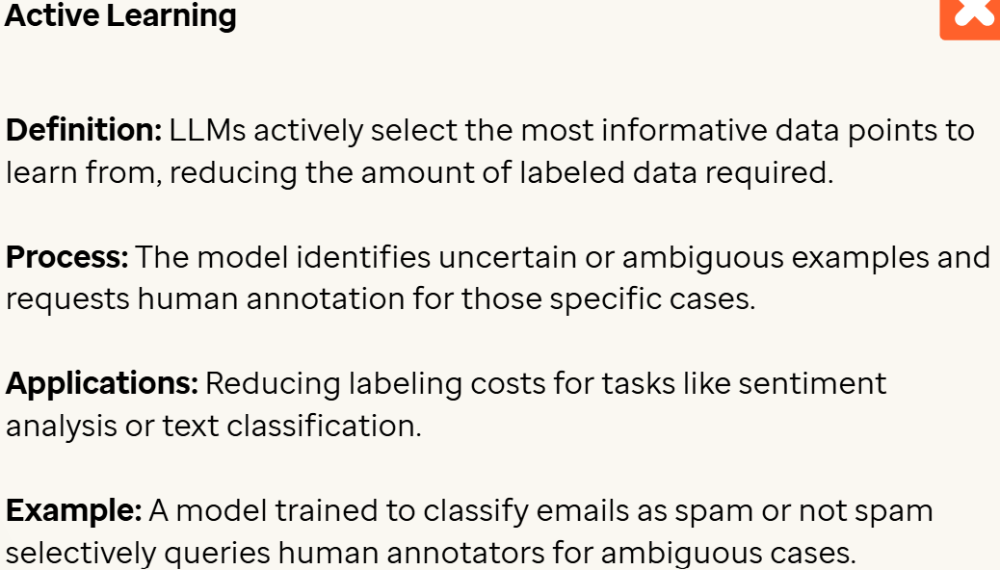 Active Learning
Definition: LLMs actively select the most informative data points to
learn from, reducing the amount of labeled data required.
Process: The model identifies uncertain or ambiguous examples and
requests human annotation for those specific cases.
Applications: Reducing labeling costs for tasks like sentiment
analysis or text classification.
Example: A model trained to classify emails as spam or not spam
selectively queries human annotators for ambiguous cases.